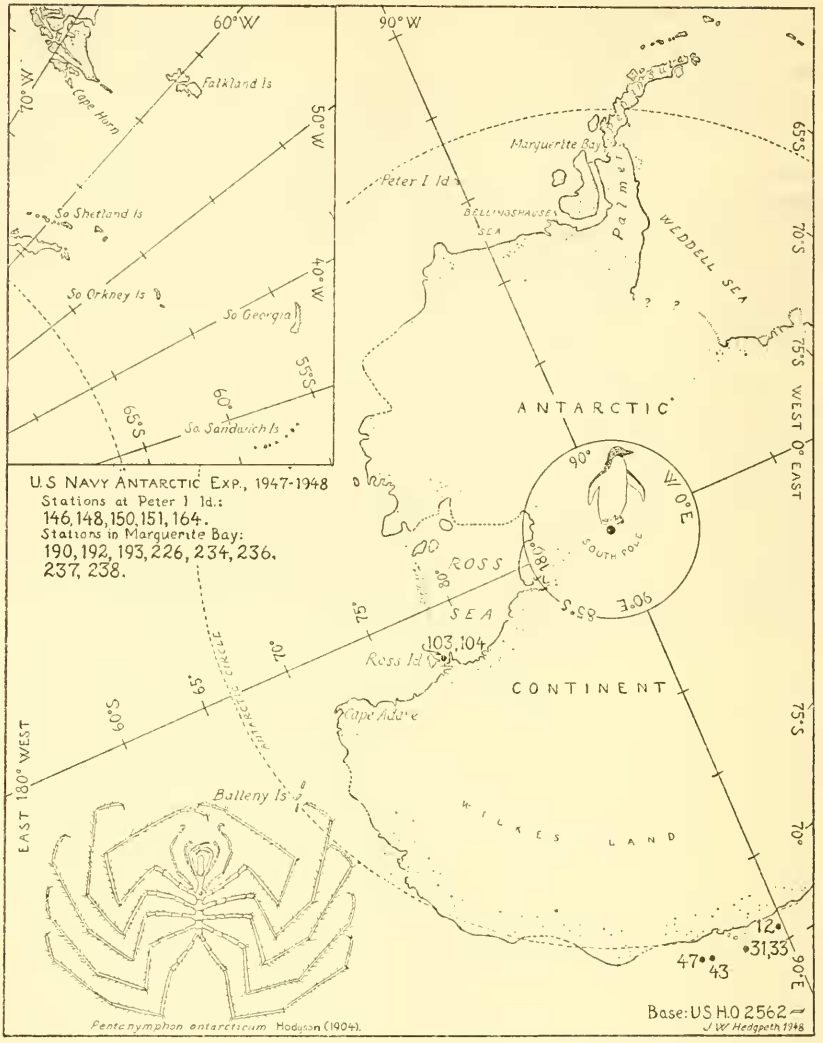 60°W
70°W
Cape Horn
Falkland Is
50°W
So Shetland Is
So Orkney Is
40°W
So Georgia
55°S
60°
65°S
So Sandwich Is
90°W
65°S
Marguerite Bay
Peter I Id
BELLINGSHAUSEN
SEA
Palmer
WEDDELL SEA
70°S
? ?
75°S
WEST 0° EAST
ANTARCTIC
U.S NAVY ANTARCTIC EXP., 1947-1948
Stations at Peter I Id.:
146,148,150,151,164.
Stations in Marguerite Bay:
190, 192, 193, 226, 234, 236,
237, 238.
90°
W 0° E
SOUTH POLE
180°
90°E
85°S
ROSS
80°
SEA
75°
103,104
Ross Id
70°
65°
60°S
ANTARCTIC CIRCLE
EAST 180° WEST
CONTINENT
75°S
Cape Adare
Balleny Is
WILKES LAND
70°
12
31,33
47
43
90°E
Pentanymphon antarcticum Hodgson (1904).
Base: US H.O 2562
J W Hedgpeth 1948